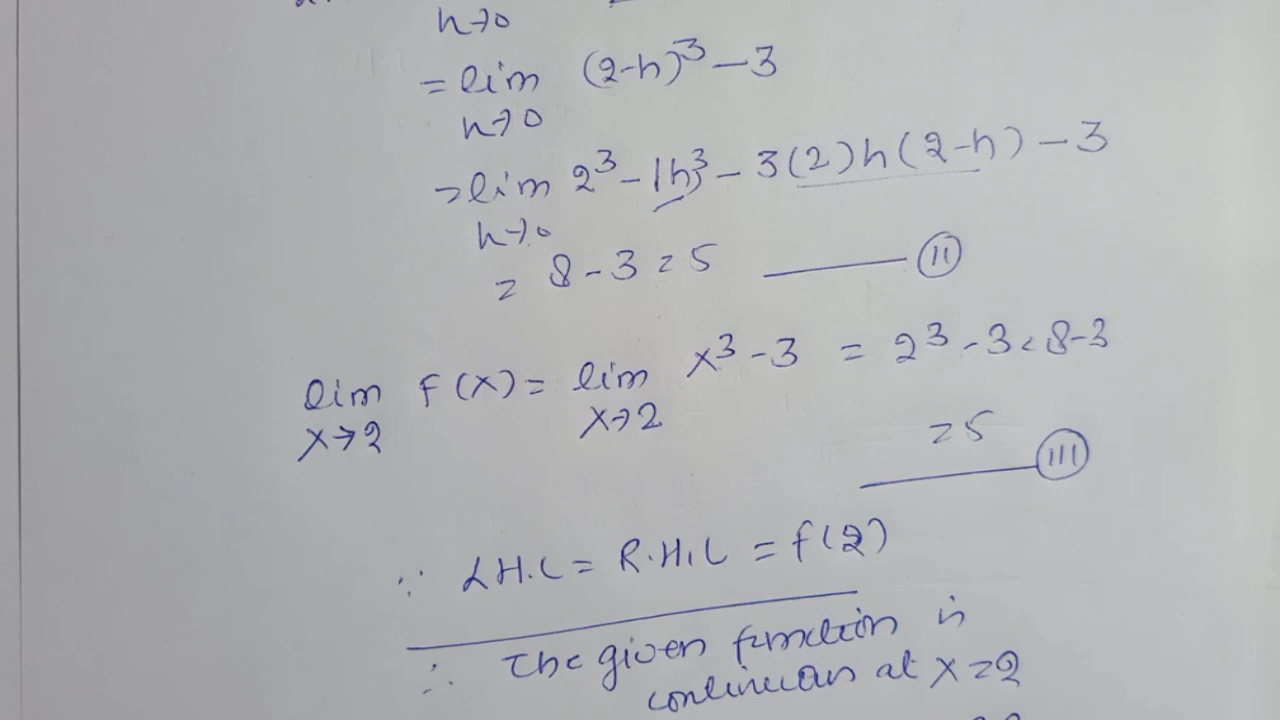 h→0
= lim (2-h)³ - 3
h→0
= lim 2³ - 1h³ - 3(2)h(2-h) - 3
h→0
= 8 - 3 = 5 ——— (II)
lim f(x) = lim x³ - 3 = 2³ - 3 = 8-3
x→2 x→2
= 5
——— (III)
∵ L.H.L = R.H.L = f(2)
∴ The given function is
continuous at x = 2